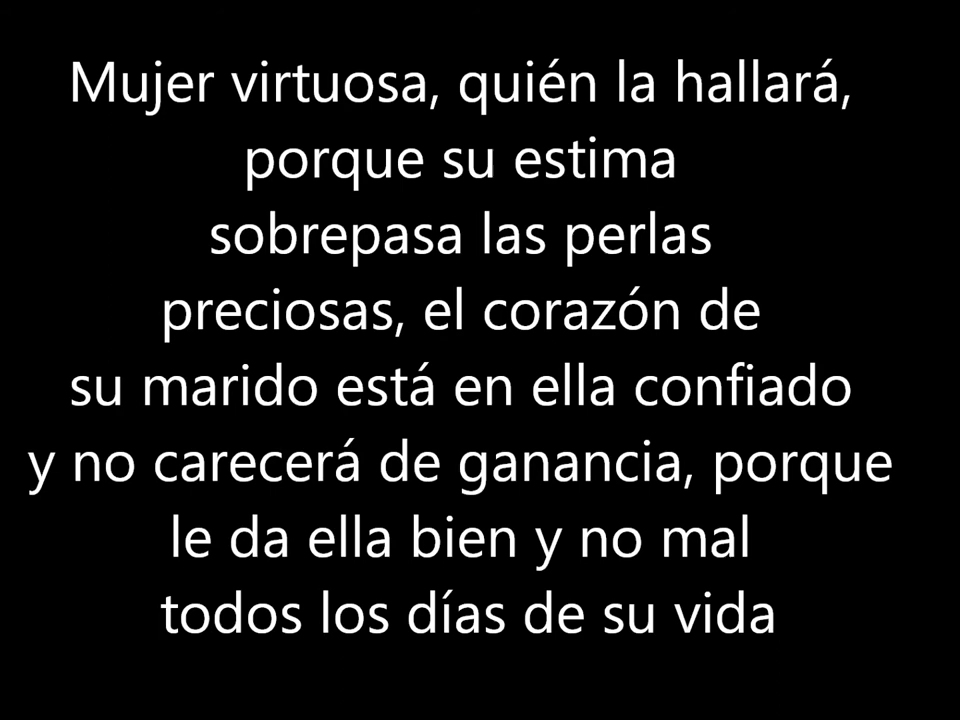 Mujer virtuosa, quién la hallará,
porque su estima
sobrepasa las perlas
preciosas, el corazón de
su marido está en ella confiado
y no carecerá de ganancia, porque
le da ella bien y no mal
todos los días de su vida